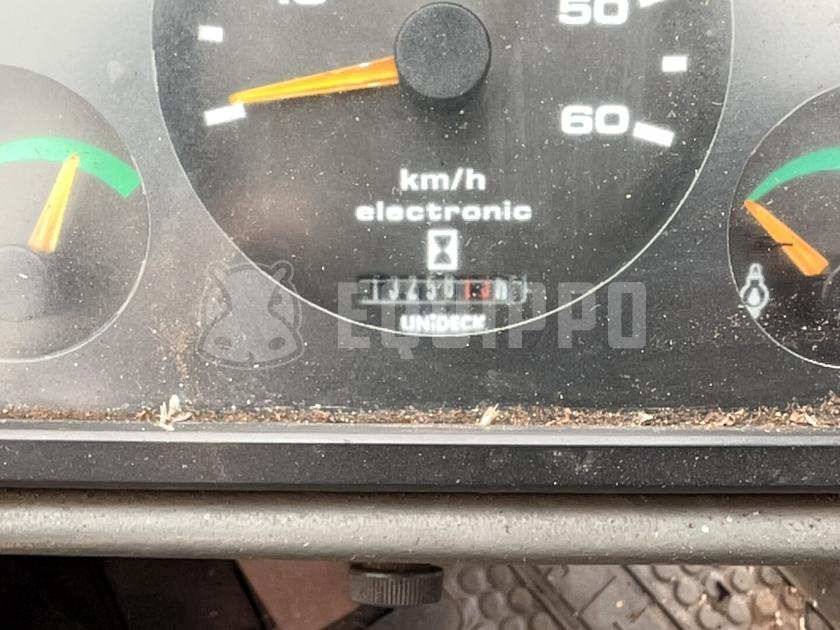 50
60
km/h
electronic
UNIDECK
EQUIPPO